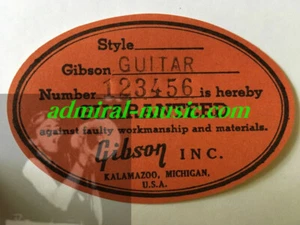 Style
Gibson GUITAR
Number 123456 is hereby
admiral-music.com
against faulty workmanship and materials.
Gibson INC.
KALAMAZOO, MICHIGAN,
U.S.A.